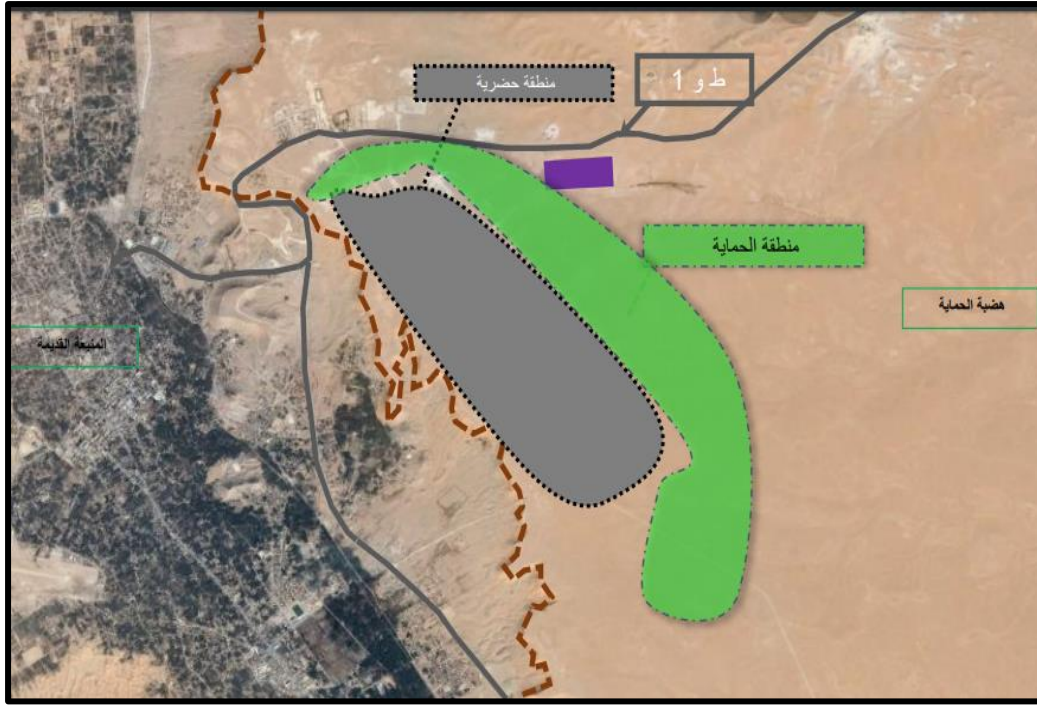 منطقة حضرية
ط و 1
منطقة الحماية
هضبة الحماية
المنيعة القديمة